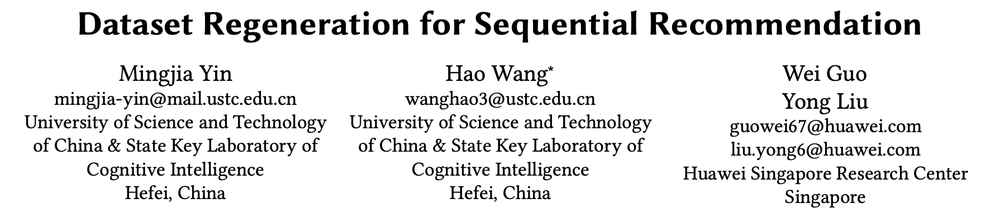 Dataset Regeneration for Sequential Recommendation
Mingjia Yin
mingjia-yin@mail.ustc.edu.cn
University of Science and Technology
of China & State Key Laboratory of
Cognitive Intelligence
Hefei, China
Hao Wang*
wanghao3@ustc.edu.cn
University of Science and Technology
of China & State Key Laboratory of
Cognitive Intelligence
Hefei, China
Wei Guo
Yong Liu
guowei67@huawei.com
liu.yong6@huawei.com
Huawei Singapore Research Center
Singapore